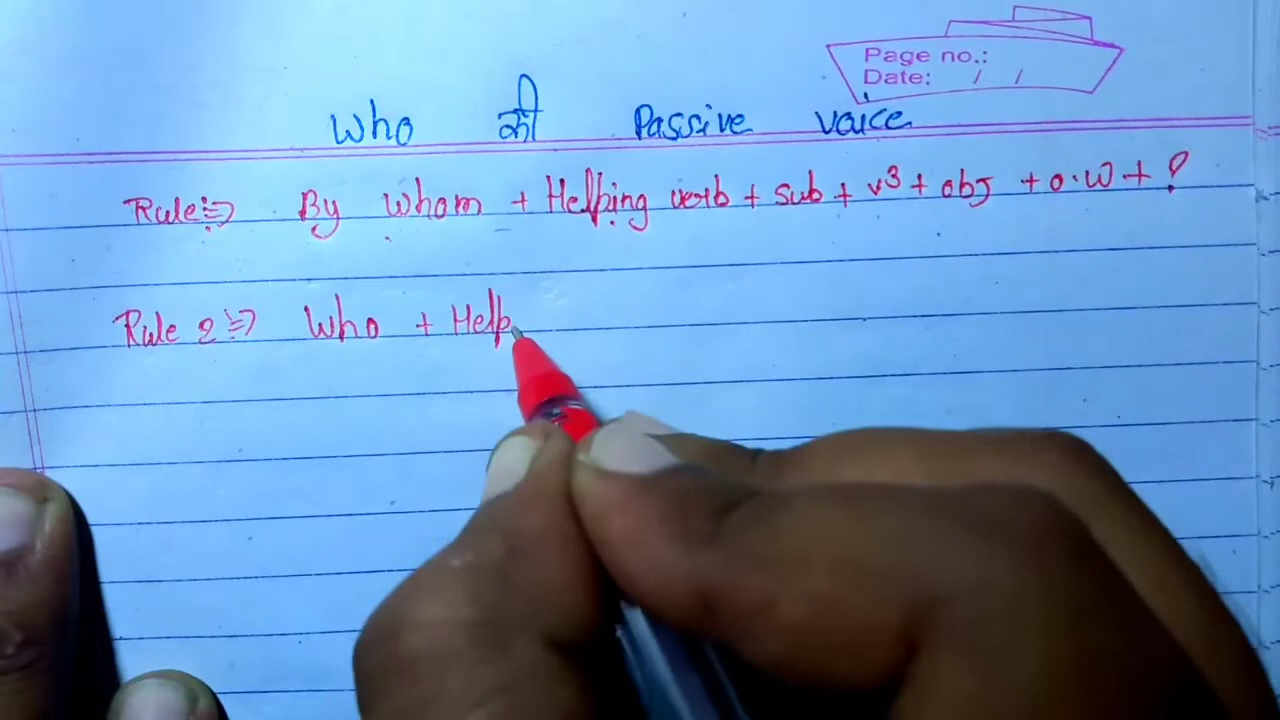 Page no.:
Date: / /
Who की Passive voice
Rule:⇒ By whom + Helping verb + sub + v³ + obj + o.w + ?
Rule 2⇒ Who + Help